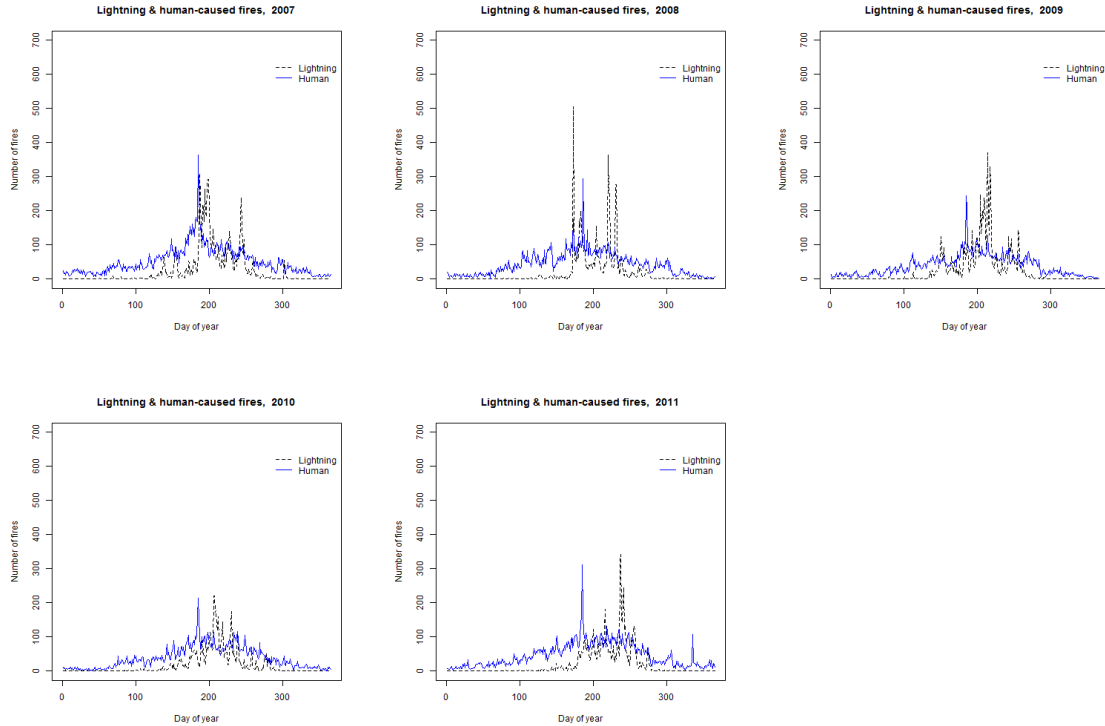 Lightning & human-caused fires, 2007
700
600
500
400
300
200
100
0
Number of fires
Lightning
Human
0 100 200 300
Day of year
Lightning & human-caused fires, 2008
700
600
500
400
300
200
100
0
Number of fires
Lightning
Human
0 100 200 300
Day of year
Lightning & human-caused fires, 2009
700
600
500
400
300
200
100
0
Number of fires
Lightning
Human
0 100 200 300
Day of year
Lightning & human-caused fires, 2010
700
600
500
400
300
200
100
0
Number of fires
Lightning
Human
0 100 200 300
Day of year
Lightning & human-caused fires, 2011
700
600
500
400
300
200
100
0
Number of fires
Lightning
Human
0 100 200 300
Day of year